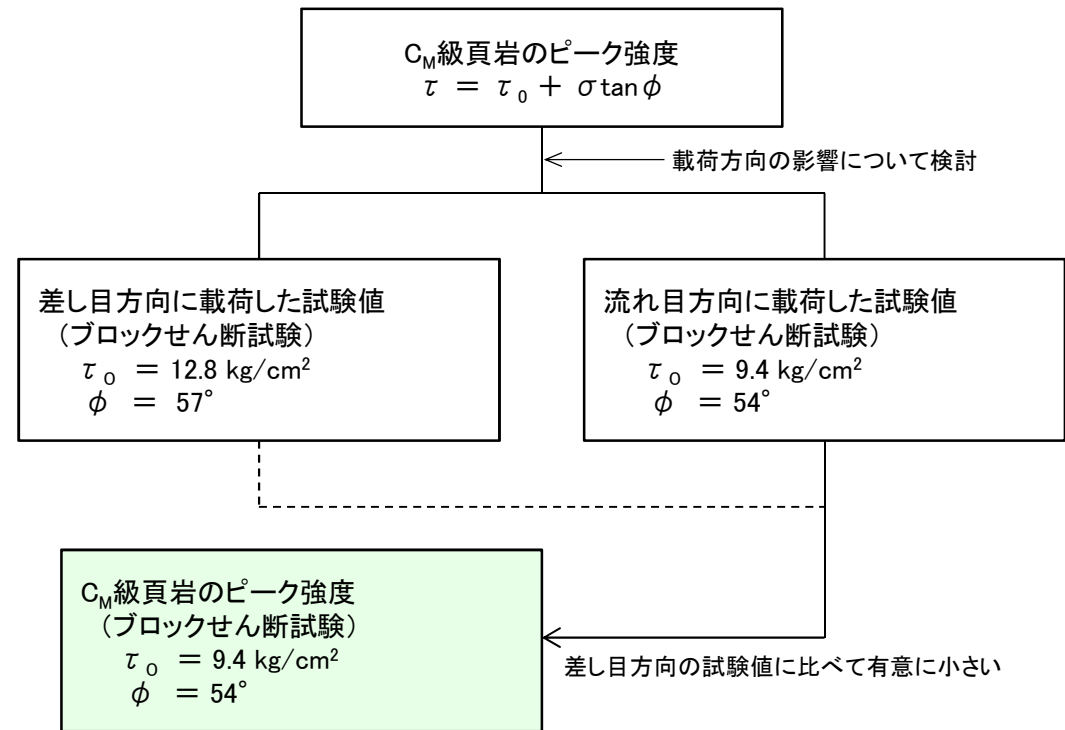 CM級頁岩のピーク強度
τ = τ0 + σtanφ
載荷方向の影響について検討
差し目方向に載荷した試験値
（ブロックせん断試験）
τ0 = 12.8 kg/cm2
φ = 57°
流れ目方向に載荷した試験値
（ブロックせん断試験）
τ0 = 9.4 kg/cm2
φ = 54°
CM級頁岩のピーク強度
（ブロックせん断試験）
τ0 = 9.4 kg/cm2
φ = 54°
差し目方向の試験値に比べて有意に小さい